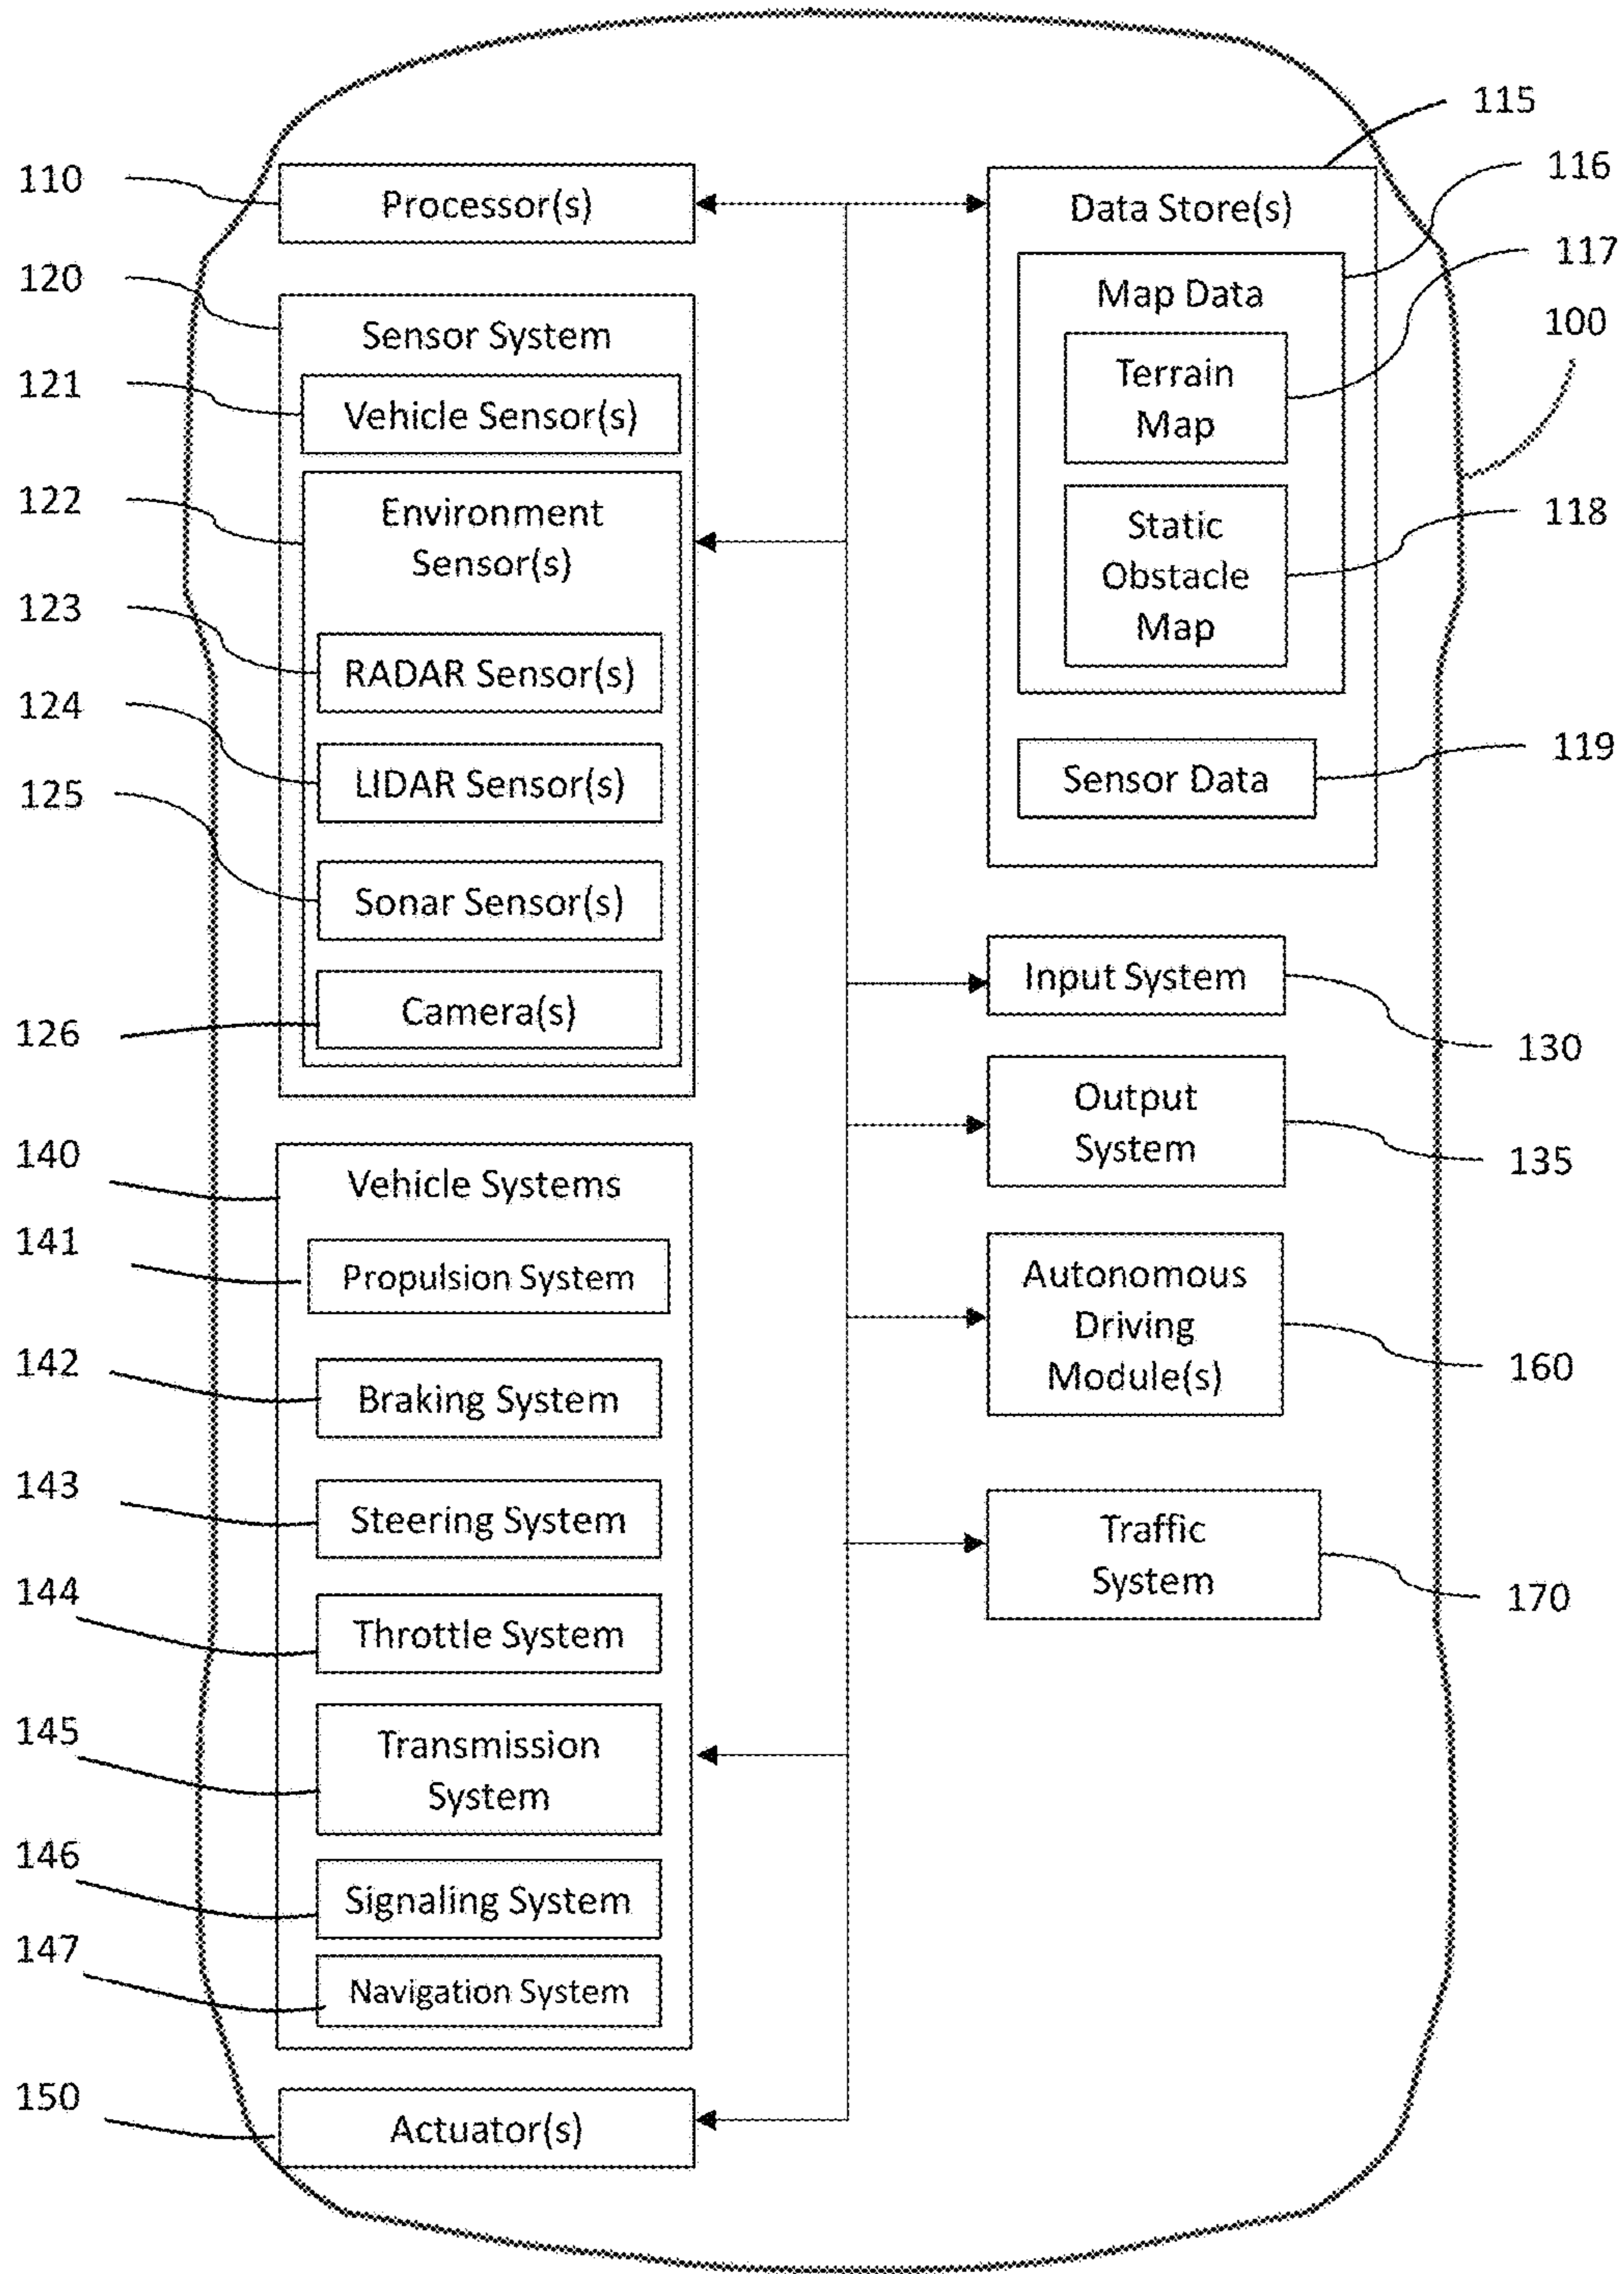 110
Processor(s)
120
Sensor System
121
Vehicle Sensor(s)
122
Environment
Sensor(s)
123
RADAR Sensor(s)
124
LIDAR Sensor(s)
125
Sonar Sensor(s)
126
Camera(s)
140
Vehicle Systems
141
Propulsion System
142
Braking System
143
Steering System
144
Throttle System
145
Transmission
System
146
Signaling System
147
Navigation System
150
Actuator(s)
115
Data Store(s)
116
Map Data
117
Terrain
Map
100
118
Static
Obstacle
Map
119
Sensor Data
Input System
130
Output
System
135
Autonomous
Driving
Module(s)
160
Traffic
System
170